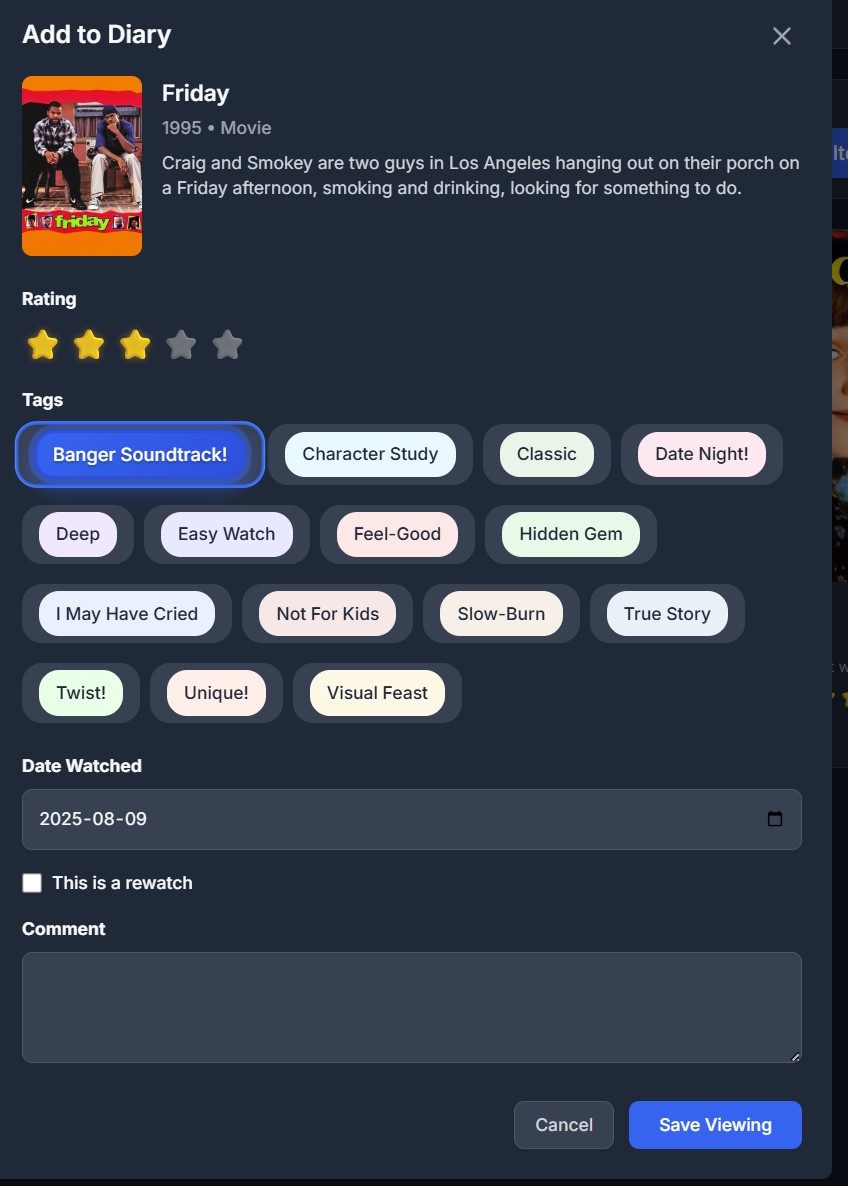 Add to Diary
Friday
1995 • Movie
Craig and Smokey are two guys in Los Angeles hanging out on their porch on
a Friday afternoon, smoking and drinking, looking for something to do.
friday
Rating
Tags
Banger Soundtrack! Character Study Classic Date Night!
Deep Easy Watch Feel-Good Hidden Gem
I May Have Cried Not For Kids Slow-Burn True Story
Twist! Unique! Visual Feast
Date Watched
2025-08-09
This is a rewatch
Comment
Cancel Save Viewing